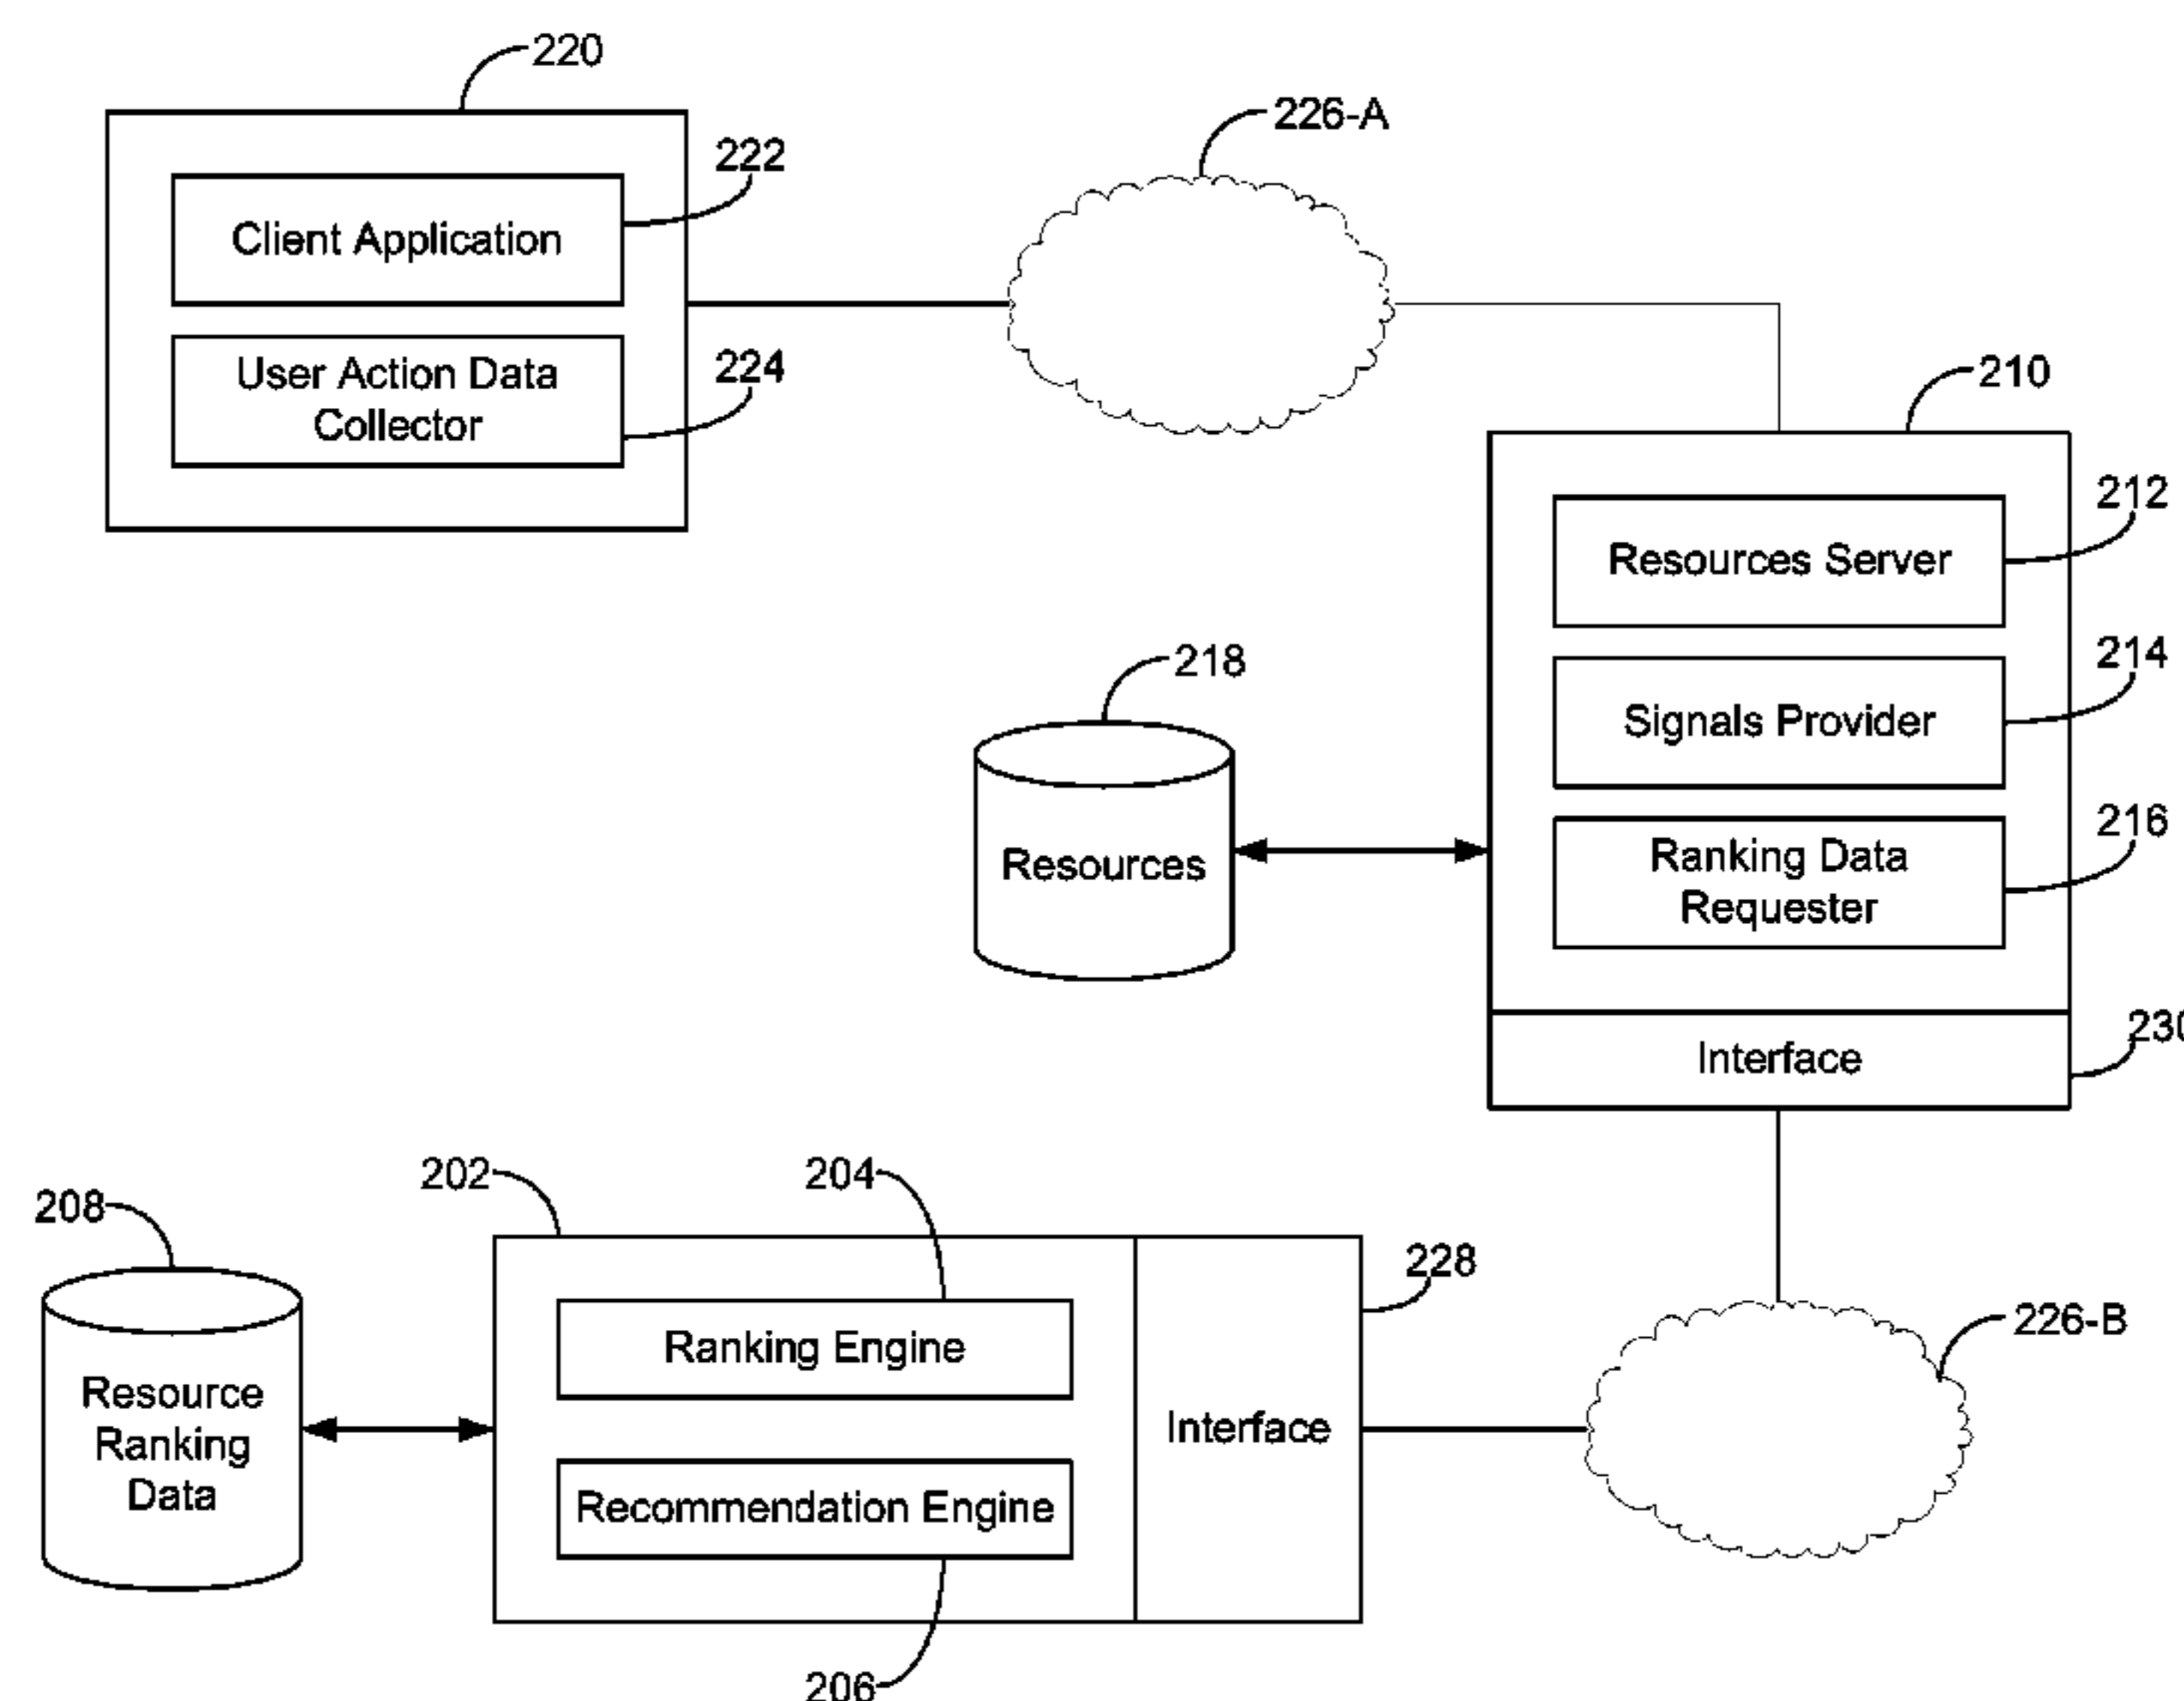 220
226-A
222
Client Application
224
User Action Data
Collector
210
212
Resources Server
214
Signals Provider
218
Resources
216
Ranking Data
Requester
230
Interface
202
204
208
228
226-B
Ranking Engine
Resource
Ranking
Data
Interface
Recommendation Engine
206